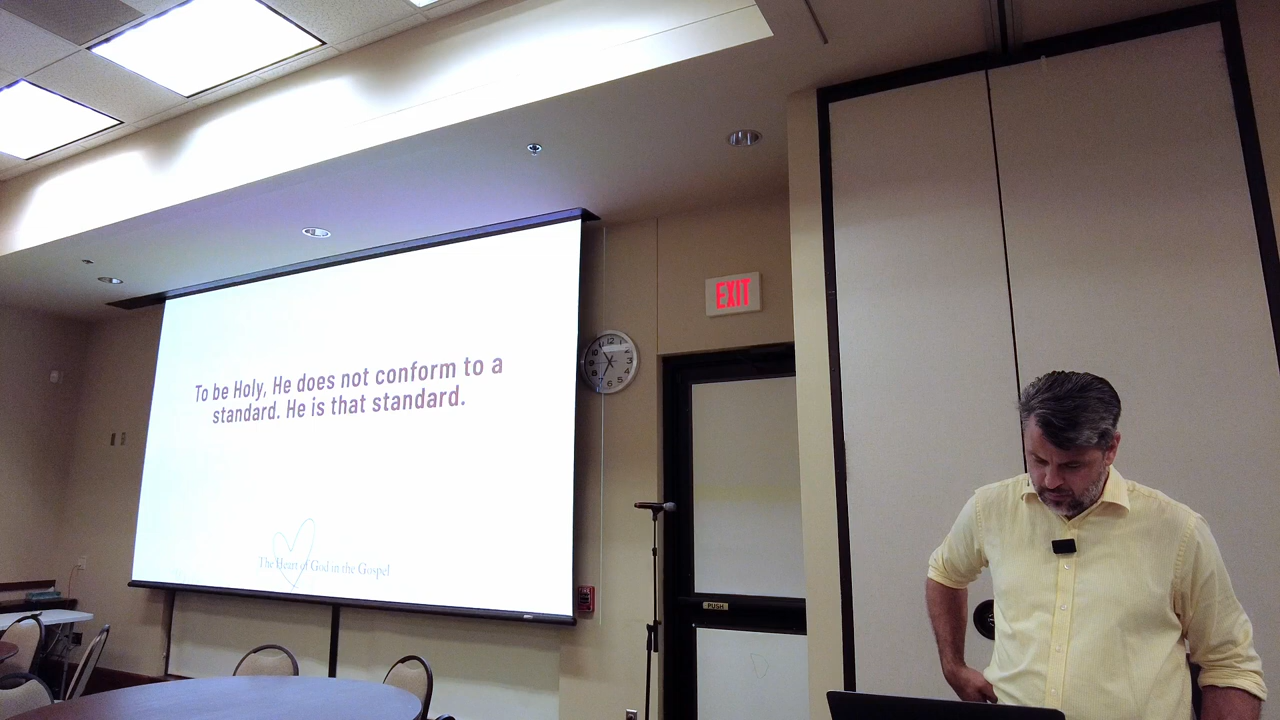 To be Holy, He does not conform to a
standard. He is that standard.
The Heart of God in the Gospel
EXIT
PUSH